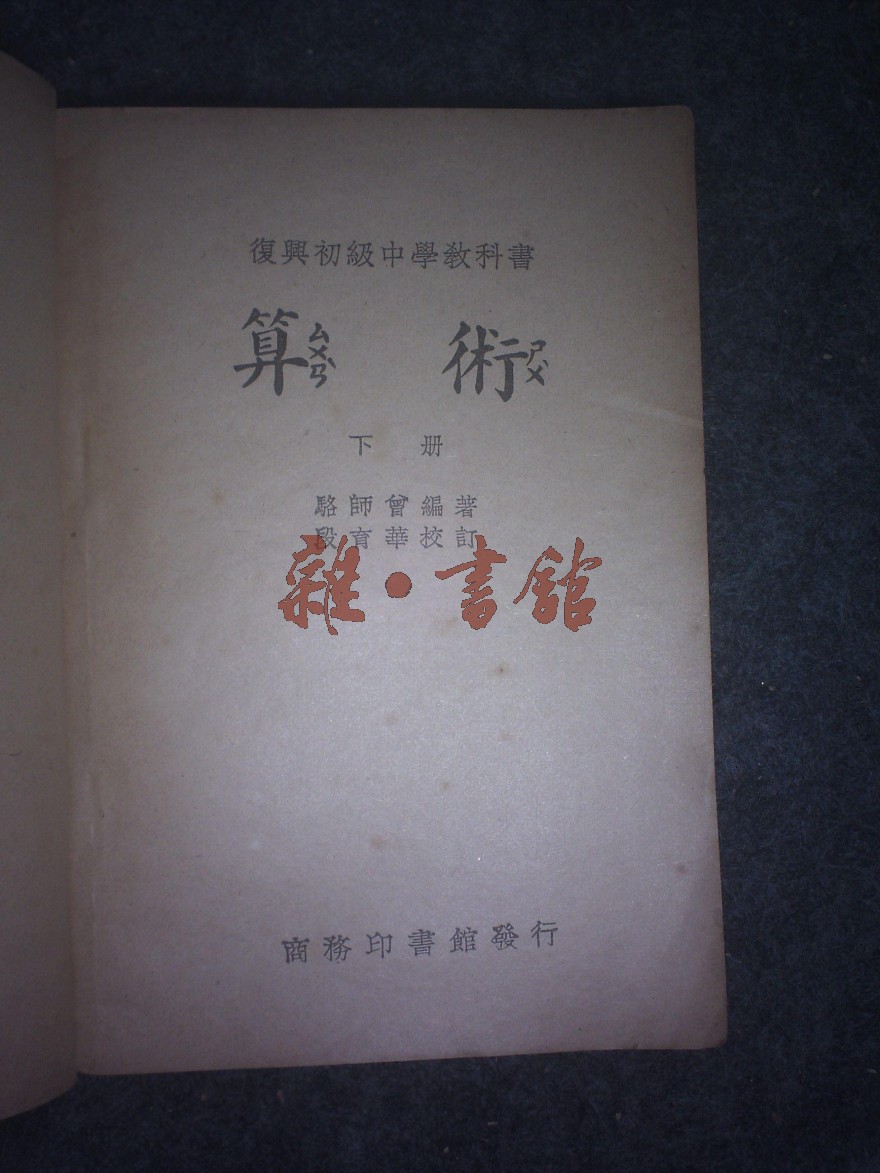 復興初級中學教科書
算ㄙㄨㄢˋ 術ㄕㄨˋ
下册
駱師曾編著
段育華校訂
雜·書館
商務印書館發行